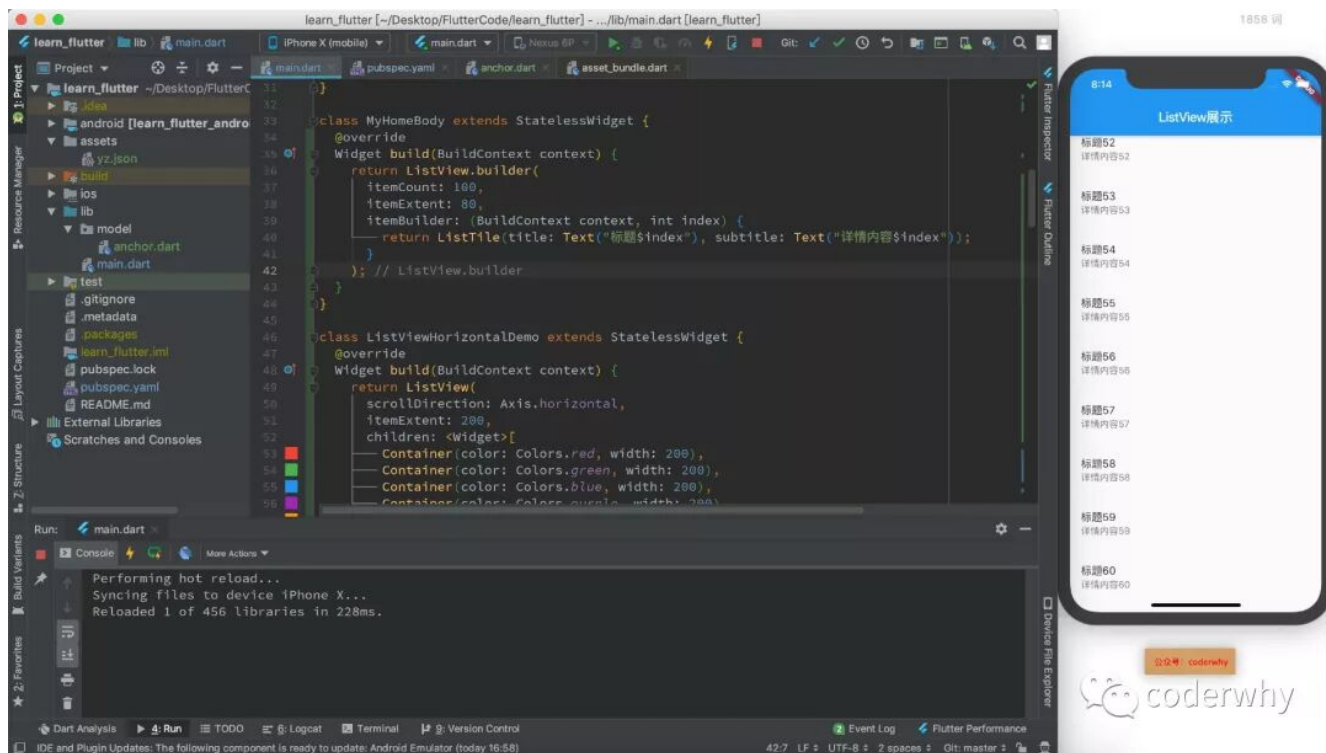 learn_flutter [~/Desktop/FlutterCode/learn_flutter] - .../lib/main.dart [learn_flutter]
1856 词
learn_flutter lib main.dart iPhone X (mobile) main.dart Nexus 6P Git:
Project main.dart pubspec.yaml anchor.dart asset_bundle.dart
1: Project
Resource Manager
Layout Captures
Z: Structure
Build Variants
2: Favorites
learn_flutter ~/Desktop/FlutterC
.idea
android [learn_flutter_andro
assets
yz.json
build
ios
lib
model
anchor.dart
main.dart
test
.gitignore
.metadata
.packages
learn_flutter.iml
pubspec.lock
pubspec.yaml
README.md
External Libraries
Scratches and Consoles
31 }
32
33 class MyHomeBody extends StatelessWidget {
34 @override
35 Widget build(BuildContext context) {
36 return ListView.builder(
37 itemCount: 100,
38 itemExtent: 80,
39 itemBuilder: (BuildContext context, int index) {
40 return ListTile(title: Text("标题$index"), subtitle: Text("详情内容$index"));
41 }
42 ); // ListView.builder
43 }
44 }
45
46 class ListViewHorizontalDemo extends StatelessWidget {
47 @override
48 Widget build(BuildContext context) {
49 return ListView(
50 scrollDirection: Axis.horizontal,
51 itemExtent: 200,
52 children: <Widget>[
53 Container(color: Colors.red, width: 200),
54 Container(color: Colors.green, width: 200),
55 Container(color: Colors.blue, width: 200),
56 Container(color: Colors.purple, width: 200)
Flutter Inspector
Flutter Outline
Device File Explorer
Run: main.dart
Console More Actions
Performing hot reload...
Syncing files to device iPhone X...
Reloaded 1 of 456 libraries in 228ms.
Dart Analysis 4: Run TODO 6: Logcat Terminal 9: Version Control 2 Event Log Flutter Performance
IDE and Plugin Updates: The following component is ready to update: Android Emulator (today 16:58) 42:7 LF UTF-8 2 spaces Git: master
8:14
ListView展示
标题52
详情内容52
标题53
详情内容53
标题54
详情内容54
标题55
详情内容55
标题56
详情内容56
标题57
详情内容57
标题58
详情内容58
标题59
详情内容59
标题60
详情内容60
公众号：coderwhy
coderwhy